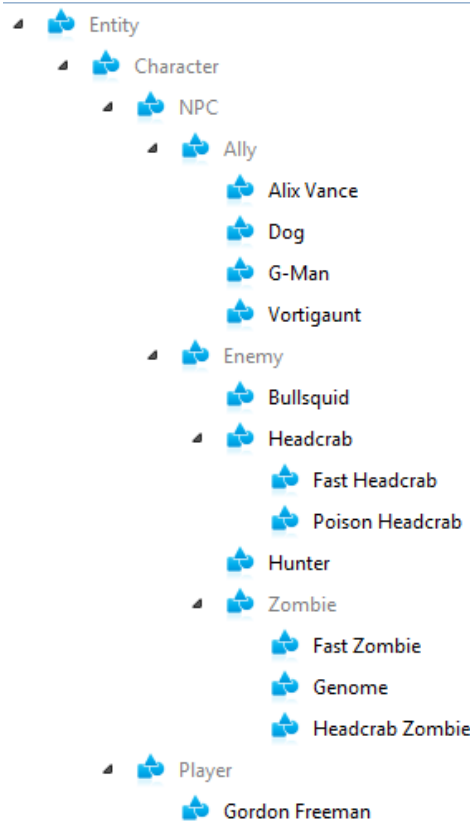 Entity
Character
NPC
Ally
Alix Vance
Dog
G-Man
Vortigaunt
Enemy
Bullsquid
Headcrab
Fast Headcrab
Poison Headcrab
Hunter
Zombie
Fast Zombie
Genome
Headcrab Zombie
Player
Gordon Freeman